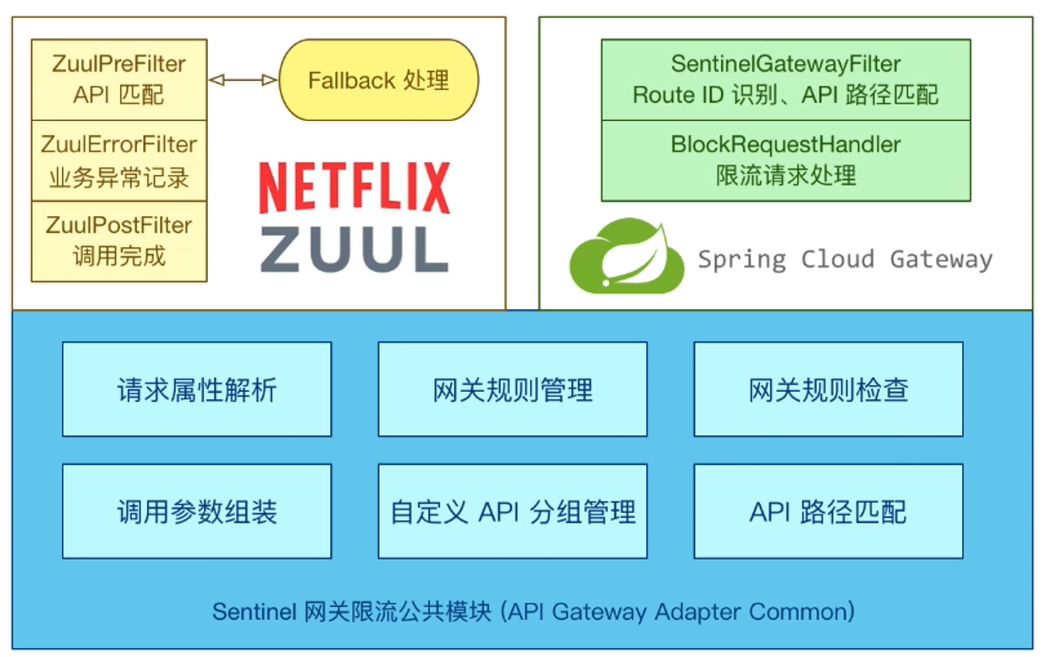 ZuulPreFilter
API 匹配
Fallback 处理
ZuulErrorFilter
业务异常记录
ZuulPostFilter
调用完成
NETFLIX
ZUUL
SentinelGatewayFilter
Route ID 识别、API 路径匹配
BlockRequestHandler
限流请求处理
Spring Cloud Gateway
请求属性解析
网关规则管理
网关规则检查
调用参数组装
自定义 API 分组管理
API 路径匹配
Sentinel 网关限流公共模块 (API Gateway Adapter Common)